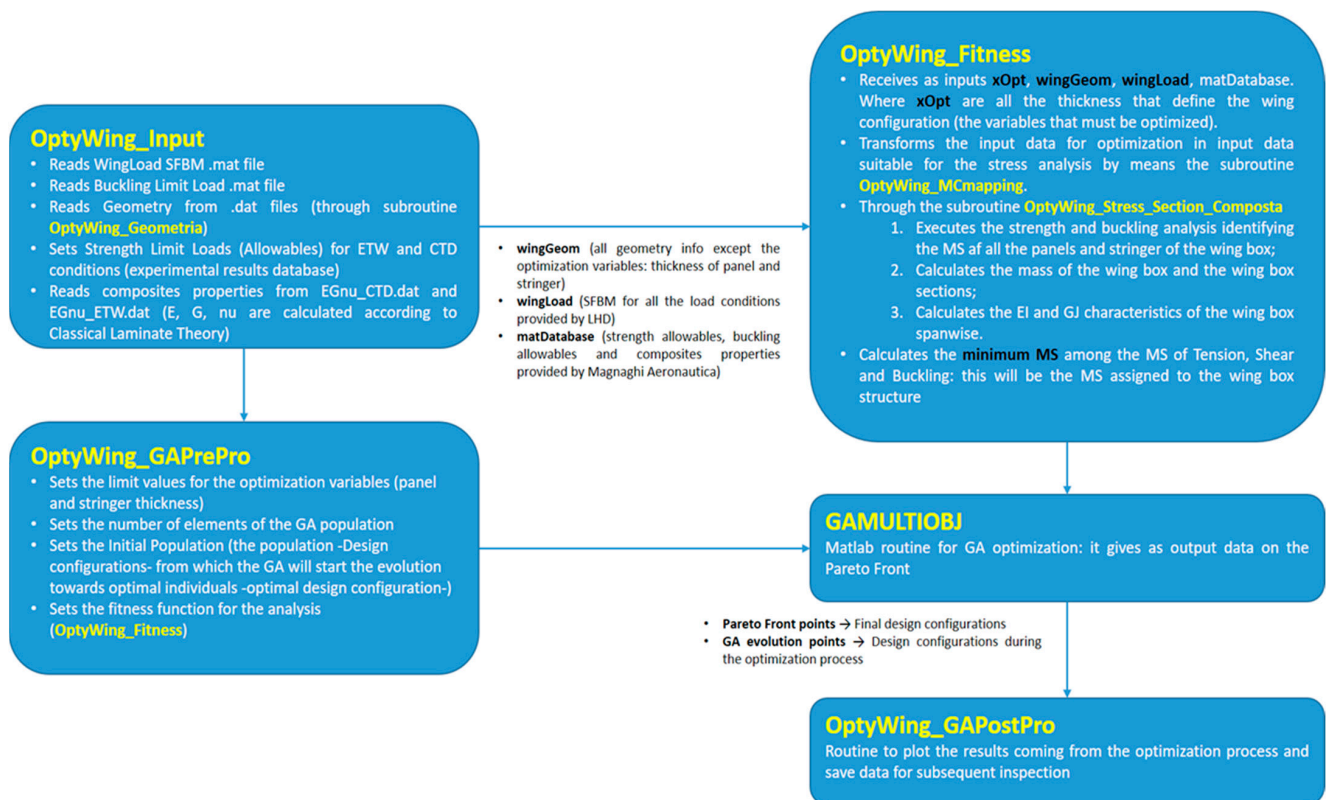 OptyWing_Input
• Reads WingLoad SFBM .mat file
• Reads Buckling Limit Load .mat file
• Reads Geometry from .dat files (through subroutine
OptyWing_Geometria)
• Sets Strength Limit Loads (Allowables) for ETW and CTD
conditions (experimental results database)
• Reads composites properties from EGnu_CTD.dat and
EGnu_ETW.dat (E, G, nu are calculated according to
Classical Laminate Theory)
• wingGeom (all geometry info except the
optimization variables: thickness of panel and
stringer)
• wingLoad (SFBM for all the load conditions
provided by LHD)
• matDatabase (strength allowables, buckling
allowables and composites properties
provided by Magnaghi Aeronautica)
OptyWing_Fitness
• Receives as inputs xOpt, wingGeom, wingLoad, matDatabase.
Where xOpt are all the thickness that define the wing
configuration (the variables that must be optimized).
• Transforms the input data for optimization in input data
suitable for the stress analysis by means the subroutine
OptyWing_MCmapping.
• Through the subroutine OptyWing_Stress_Section_Composta
1. Executes the strength and buckling analysis identifying
the MS af all the panels and stringer of the wing box;
2. Calculates the mass of the wing box and the wing box
sections;
3. Calculates the EI and GJ characteristics of the wing box
spanwise.
• Calculates the minimum MS among the MS of Tension, Shear
and Buckling: this will be the MS assigned to the wing box
structure
OptyWing_GAPrePro
• Sets the limit values for the optimization variables (panel
and stringer thickness)
• Sets the number of elements of the GA population
• Sets the Initial Population (the population -Design
configurations- from which the GA will start the evolution
towards optimal individuals -optimal design configuration-)
• Sets the fitness function for the analysis
(OptyWing_Fitness)
GAMULTIOBJ
Matlab routine for GA optimization: it gives as output data on the
Pareto Front
• Pareto Front points → Final design configurations
• GA evolution points → Design configurations during
the optimization process
OptyWing_GAPostPro
Routine to plot the results coming from the optimization process and
save data for subsequent inspection